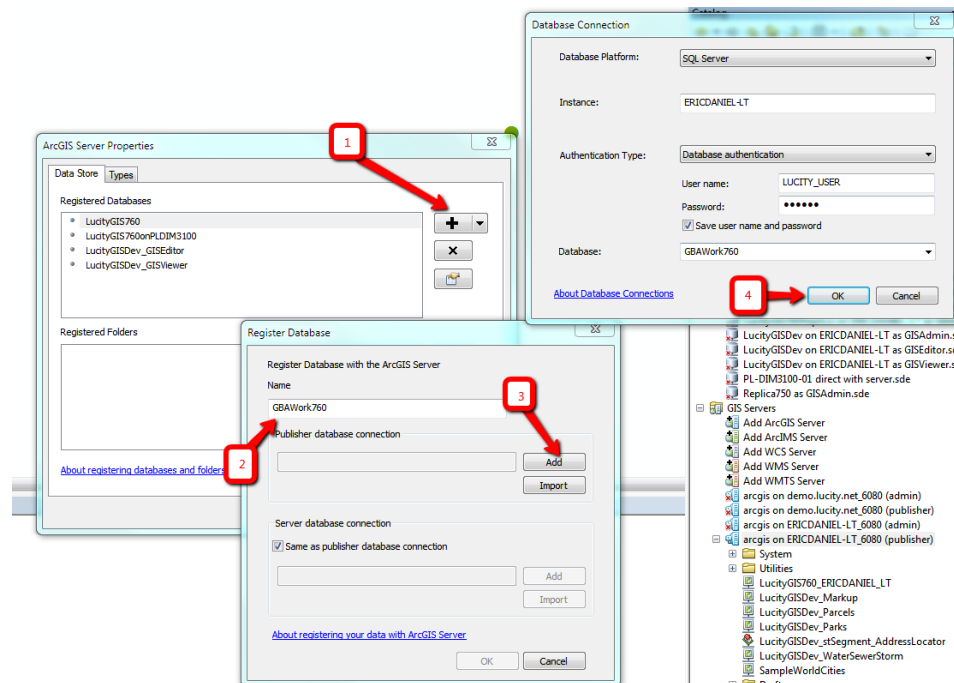 Database Connection
Database Platform:
SQL Server
Instance:
ERICDANIEL-LT
Authentication Type:
Database authentication
User name:
LUCITY_USER
Password:
••••••
Save user name and password
Database:
GBAWork760
About Database Connections
4
OK
Cancel
1
ArcGIS Server Properties
Data Store
Types
Registered Databases
LucityGIS760
LucityGIS760onPLDIM3100
LucityGISDev_GISEditor
LucityGISDev_GISViewer
Registered Folders
About registering databases and folders
Register Database
Register Database with the ArcGIS Server
Name
GBAWork760
3
2
Publisher database connection
Add
Import
Server database connection
Same as publisher database connection
Add
Import
About registering your data with ArcGIS Server
OK
Cancel
LucityGISDev on ERICDANIEL-LT as GISAdmin.s
LucityGISDev on ERICDANIEL-LT as GISEditor.sd
LucityGISDev on ERICDANIEL-LT as GISViewer.s
PL-DIM3100-01 direct with server.sde
Replica750 as GISAdmin.sde
GIS Servers
Add ArcGIS Server
Add ArcIMS Server
Add WCS Server
Add WMS Server
Add WMTS Server
arcgis on demo.lucity.net_6080 (admin)
arcgis on demo.lucity.net_6080 (publisher)
arcgis on ERICDANIEL-LT_6080 (admin)
arcgis on ERICDANIEL-LT_6080 (publisher)
System
Utilities
LucityGIS760_ERICDANIEL_LT
LucityGISDev_Markup
LucityGISDev_Parcels
LucityGISDev_Parks
LucityGISDev_stSegment_AddressLocator
LucityGISDev_WaterSewerStorm
SampleWorldCities